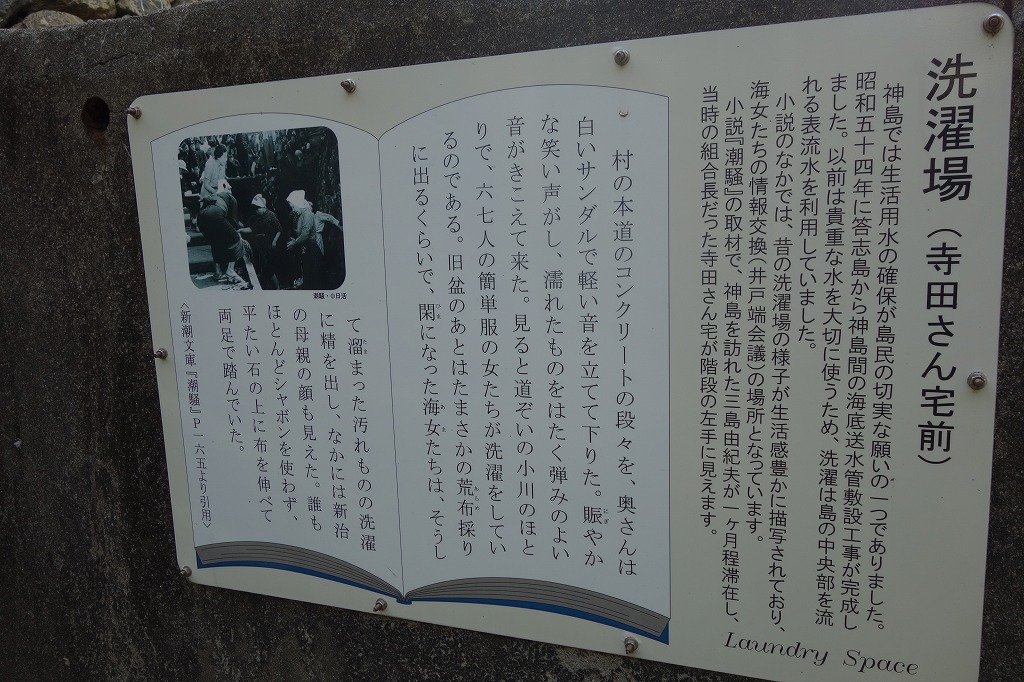 洗濯場（寺田さん宅前）
神島では生活用水の確保が島民の切実な願いの一つでありました。
昭和五十四年に答志島から神島間の海底送水管敷設工事が完成し
ました。以前は貴重な水を大切に使うため、洗濯は島の中央部を流
れる表流水を利用していました。
小説のなかでは、昔の洗濯場の様子が生活感豊かに描写されており、
海女たちの情報交換（井戸端会議）の場所となっています。
小説『潮騒』の取材で、神島を訪れた三島由紀夫が一ヶ月程滞在し、
当時の組合長だった寺田さん宅が階段の左手に見えます。
Laundry Space
村の本道のコンクリートの段々を、奥さんは
白いサンダルで軽い音を立てて下りた。賑やか
にぎ
な笑い声がし、濡れたものをはたく弾みのよい
音がきこえて来た。見ると道ぞいの小川のほと
りで、六七人の簡単服の女たちが洗濯をしてい
るのである。旧盆のあとはたまさかの荒布採り
あらめ
に出るくらいで、閑になった海女たちは、そうし
ひま
あま
て溜まった汚れものの洗濯
たま
に精を出し、なかには新治
の母親の顔も見えた。誰も
ほとんどシャボンを使わず、
平たい石の上に布を伸べて
両足で踏んでいた。
〈新潮文庫『潮騒』P一六五より引用〉
潮騒・©日活